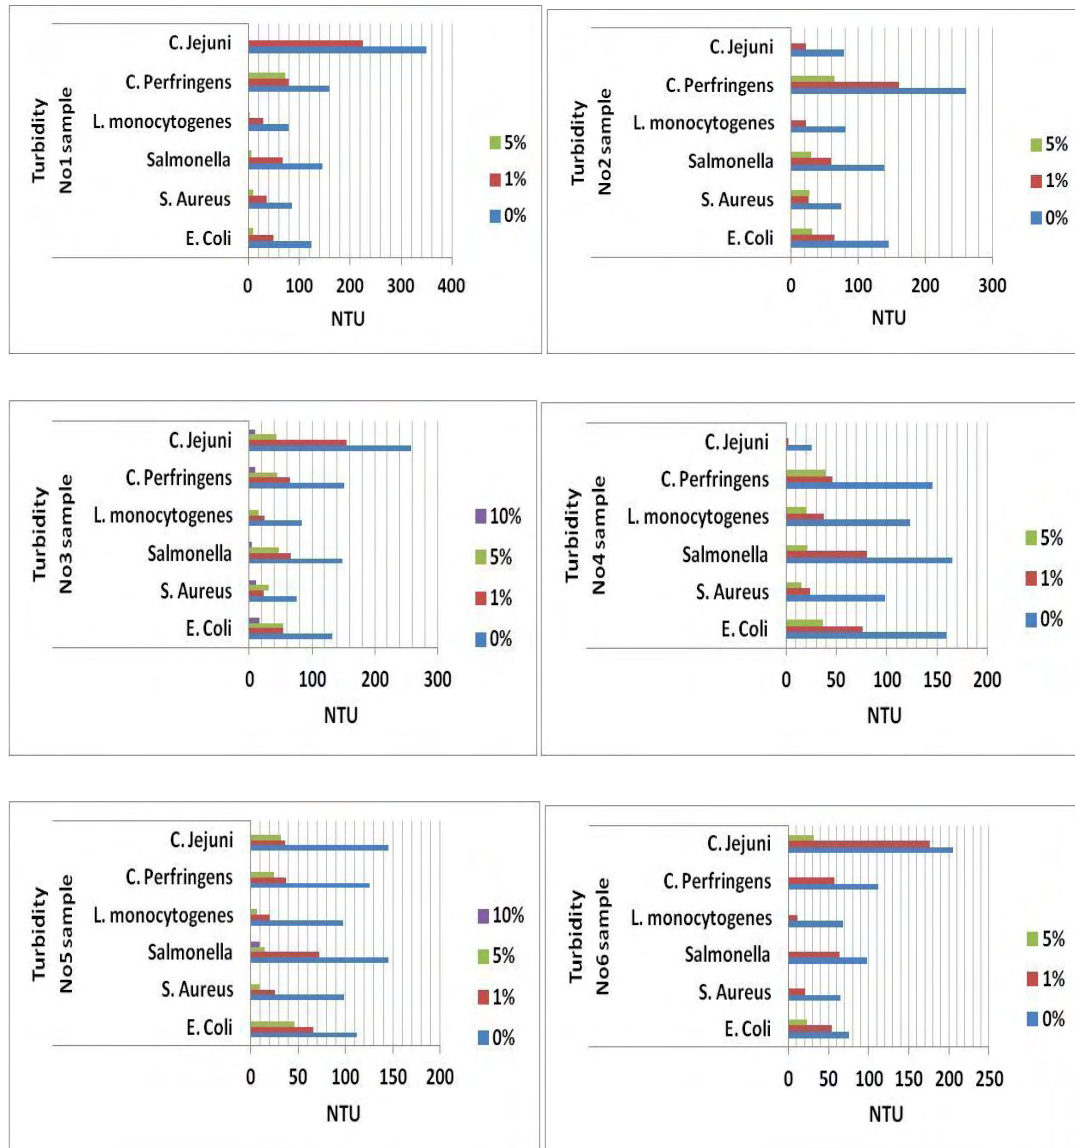 Turbidity
No1 sample
C. Jejuni
C. Perfringens
L. monocytogenes
Salmonella
S. Aureus
E. Coli
0 100 200 300 400
NTU
5%
1%
0%
Turbidity
No2 sample
C. Jejuni
C. Perfringens
L. monocytogenes
Salmonella
S. Aureus
E. Coli
0 100 200 300
NTU
5%
1%
0%
Turbidity
No3 sample
C. Jejuni
C. Perfringens
L. monocytogenes
Salmonella
S. Aureus
E. Coli
0 100 200 300
NTU
10%
5%
1%
0%
Turbidity
No4 sample
C. Jejuni
C. Perfringens
L. monocytogenes
Salmonella
S. Aureus
E. Coli
0 50 100 150 200
NTU
5%
1%
0%
Turbidity
No5 sample
C. Jejuni
C. Perfringens
L. monocytogenes
Salmonella
S. Aureus
E. Coli
0 50 100 150 200
NTU
10%
5%
1%
0%
Turbidity
No6 sample
C. Jejuni
C. Perfringens
L. monocytogenes
Salmonella
S. Aureus
E. Coli
0 50 100 150 200 250
NTU
5%
1%
0%